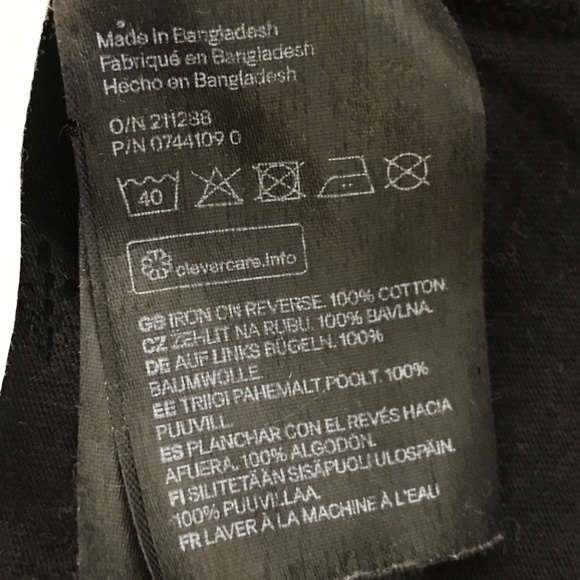 Made in Bangladesh
Fabriqué en Bangladesh
Hecho en Bangladesh
O/N 211288
P/N 0744109 0
40
clevercare.info
GB IRON ON REVERSE. 100% COTTON.
CZ ŽEHLIT NA RUBU. 100% BAVLNA.
DE AUF LINKS BÜGELN. 100%
BAUMWOLLE.
EE TRIIGI PAHEMALT POOLT. 100%
PUUVILL.
ES PLANCHAR CON EL REVÉS HACIA
AFUERA. 100% ALGODÓN.
FI SILITETÄÄN SISÄPUOLI ULOSPÄIN.
100% PUUVILLAA.
FR LAVER À LA MACHINE À L'EAU